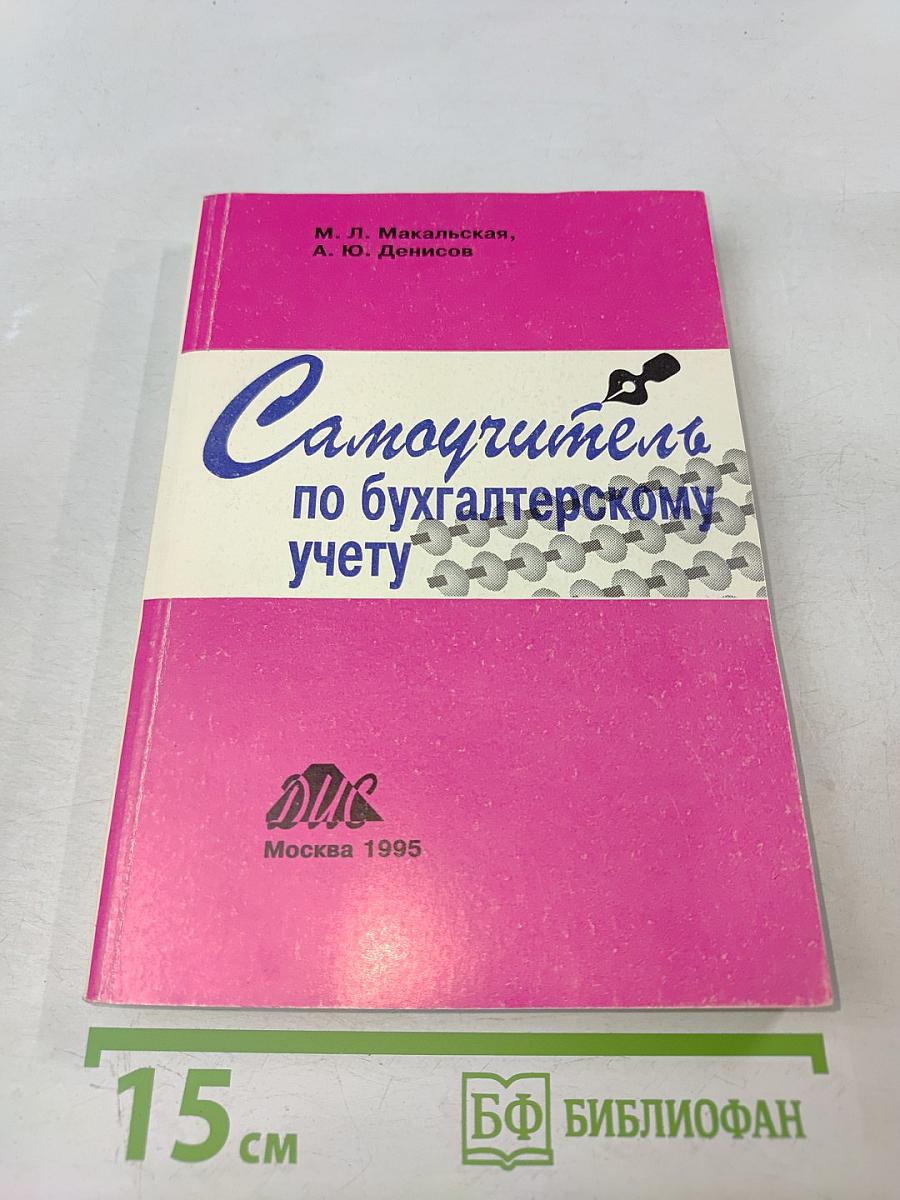 М. Л. Макальская,
А. Ю. Денисов
Самоучитель
по бухгалтерскому
учету
ДИС
Москва 1995
15 см
БФ БИБЛИОФАН